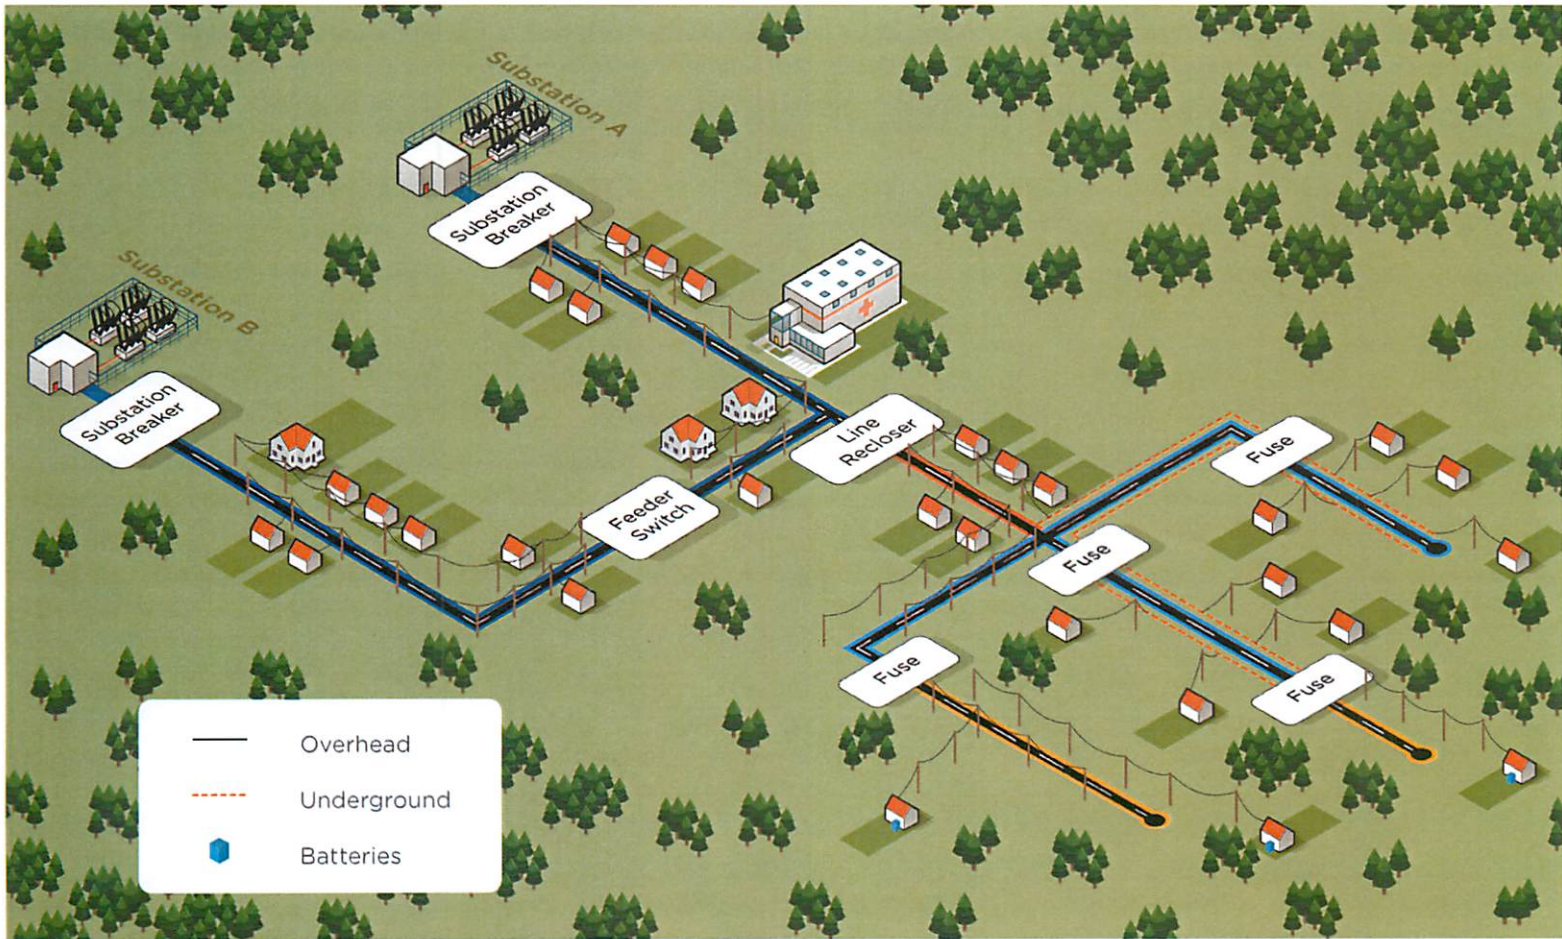 Substation A
Substation
Breaker
Substation B
Substation
Breaker
Line
Recloser
Feeder
Switch
Fuse
Fuse
Fuse
Fuse
Overhead
Underground
Batteries